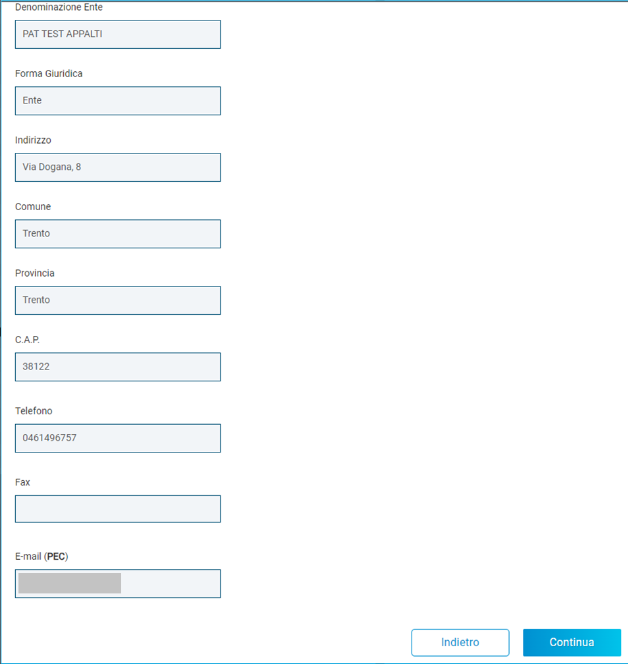 Denominazione Ente
PAT TEST APPALTI
Forma Giuridica
Ente
Indirizzo
Via Dogana, 8
Comune
Trento
Provincia
Trento
C.A.P.
38122
Telefono
0461496757
Fax
E-mail (PEC)
Indietro
Continua